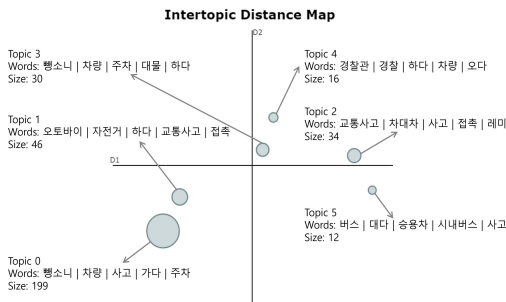 Intertopic Distance Map
D2
Topic 3
Words: 뺑소니 | 차량 | 주차 | 대물 | 하다
Size: 30
Topic 4
Words: 경찰관 | 경찰 | 하다 | 차량 | 오다
Size: 16
Topic 1
Words: 오토바이 | 자전거 | 하다 | 교통사고 | 접촉
Size: 46
Topic 2
Words: 교통사고 | 차대차 | 사고 | 접촉 | 레미
Size: 34
D1
Topic 5
Words: 버스 | 대다 | 승용차 | 시내버스 | 사고
Size: 12
Topic 0
Words: 뺑소니 | 차량 | 사고 | 가다 | 주차
Size: 199